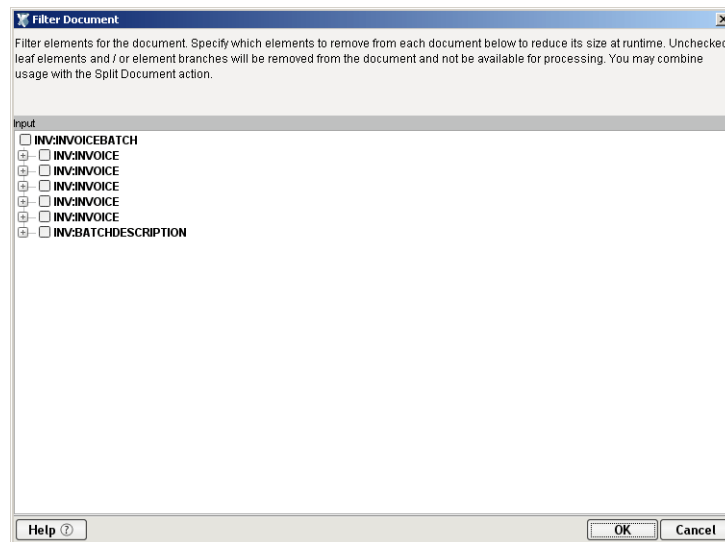 Filter Document
Filter elements for the document. Specify which elements to remove from each document below to reduce its size at runtime. Unchecked
leaf elements and / or element branches will be removed from the document and not be available for processing. You may combine
usage with the Split Document action.
Input
INV:INVOICEBATCH
INV:INVOICE
INV:INVOICE
INV:INVOICE
INV:INVOICE
INV:INVOICE
INV:BATCHDESCRIPTION
Help ?
OK
Cancel